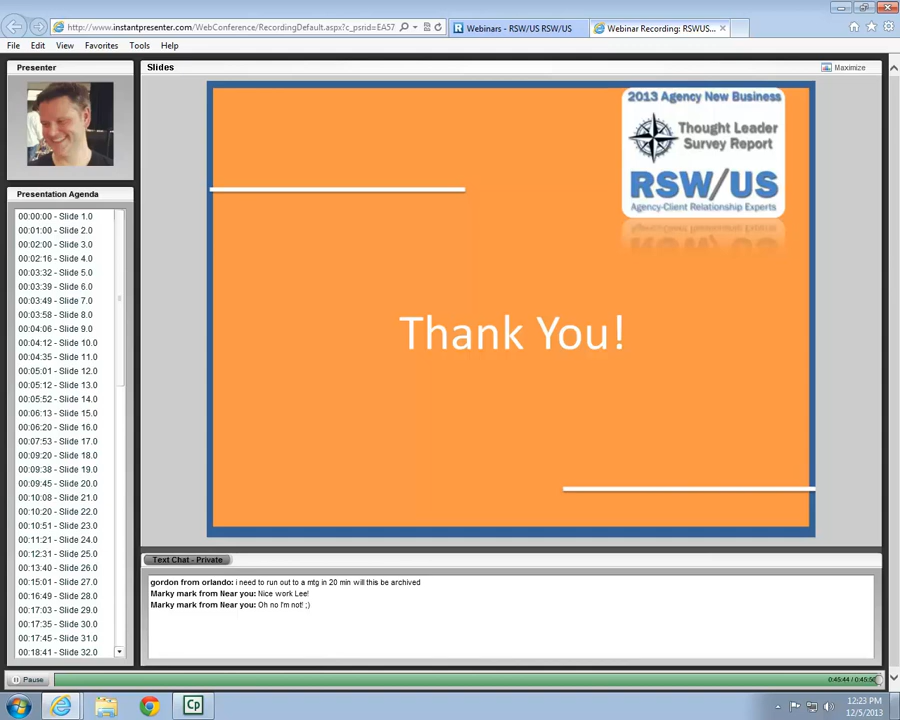 http://www.instantpresenter.com/WebConference/RecordingDefault.aspx?c_psrid=EA57
Webinars - RSW/US RSW/US
Webinar Recording: RSWUS...
File Edit View Favorites Tools Help
Presenter
Slides
Maximize
2013 Agency New Business
Thought Leader
Survey Report
RSW/US
Agency-Client Relationship Experts
Thank You!
Presentation Agenda
00:00:00 - Slide 1.0
00:01:00 - Slide 2.0
00:02:00 - Slide 3.0
00:02:16 - Slide 4.0
00:03:32 - Slide 5.0
00:03:39 - Slide 6.0
00:03:49 - Slide 7.0
00:03:58 - Slide 8.0
00:04:06 - Slide 9.0
00:04:12 - Slide 10.0
00:04:35 - Slide 11.0
00:05:01 - Slide 12.0
00:05:12 - Slide 13.0
00:05:52 - Slide 14.0
00:06:13 - Slide 15.0
00:06:20 - Slide 16.0
00:07:53 - Slide 17.0
00:09:20 - Slide 18.0
00:09:38 - Slide 19.0
00:09:45 - Slide 20.0
00:10:08 - Slide 21.0
00:10:20 - Slide 22.0
00:10:51 - Slide 23.0
00:11:21 - Slide 24.0
00:12:31 - Slide 25.0
00:13:40 - Slide 26.0
00:15:01 - Slide 27.0
00:16:49 - Slide 28.0
00:17:03 - Slide 29.0
00:17:35 - Slide 30.0
00:17:45 - Slide 31.0
00:18:41 - Slide 32.0
Text Chat - Private
gordon from orlando: i need to run out to a mtg in 20 min will this be archived
Marky mark from Near you: Nice work Lee!
Marky mark from Near you: Oh no I'm not! ;)
Pause
0:45:44
Cp
12:23 PM
12/5/2013